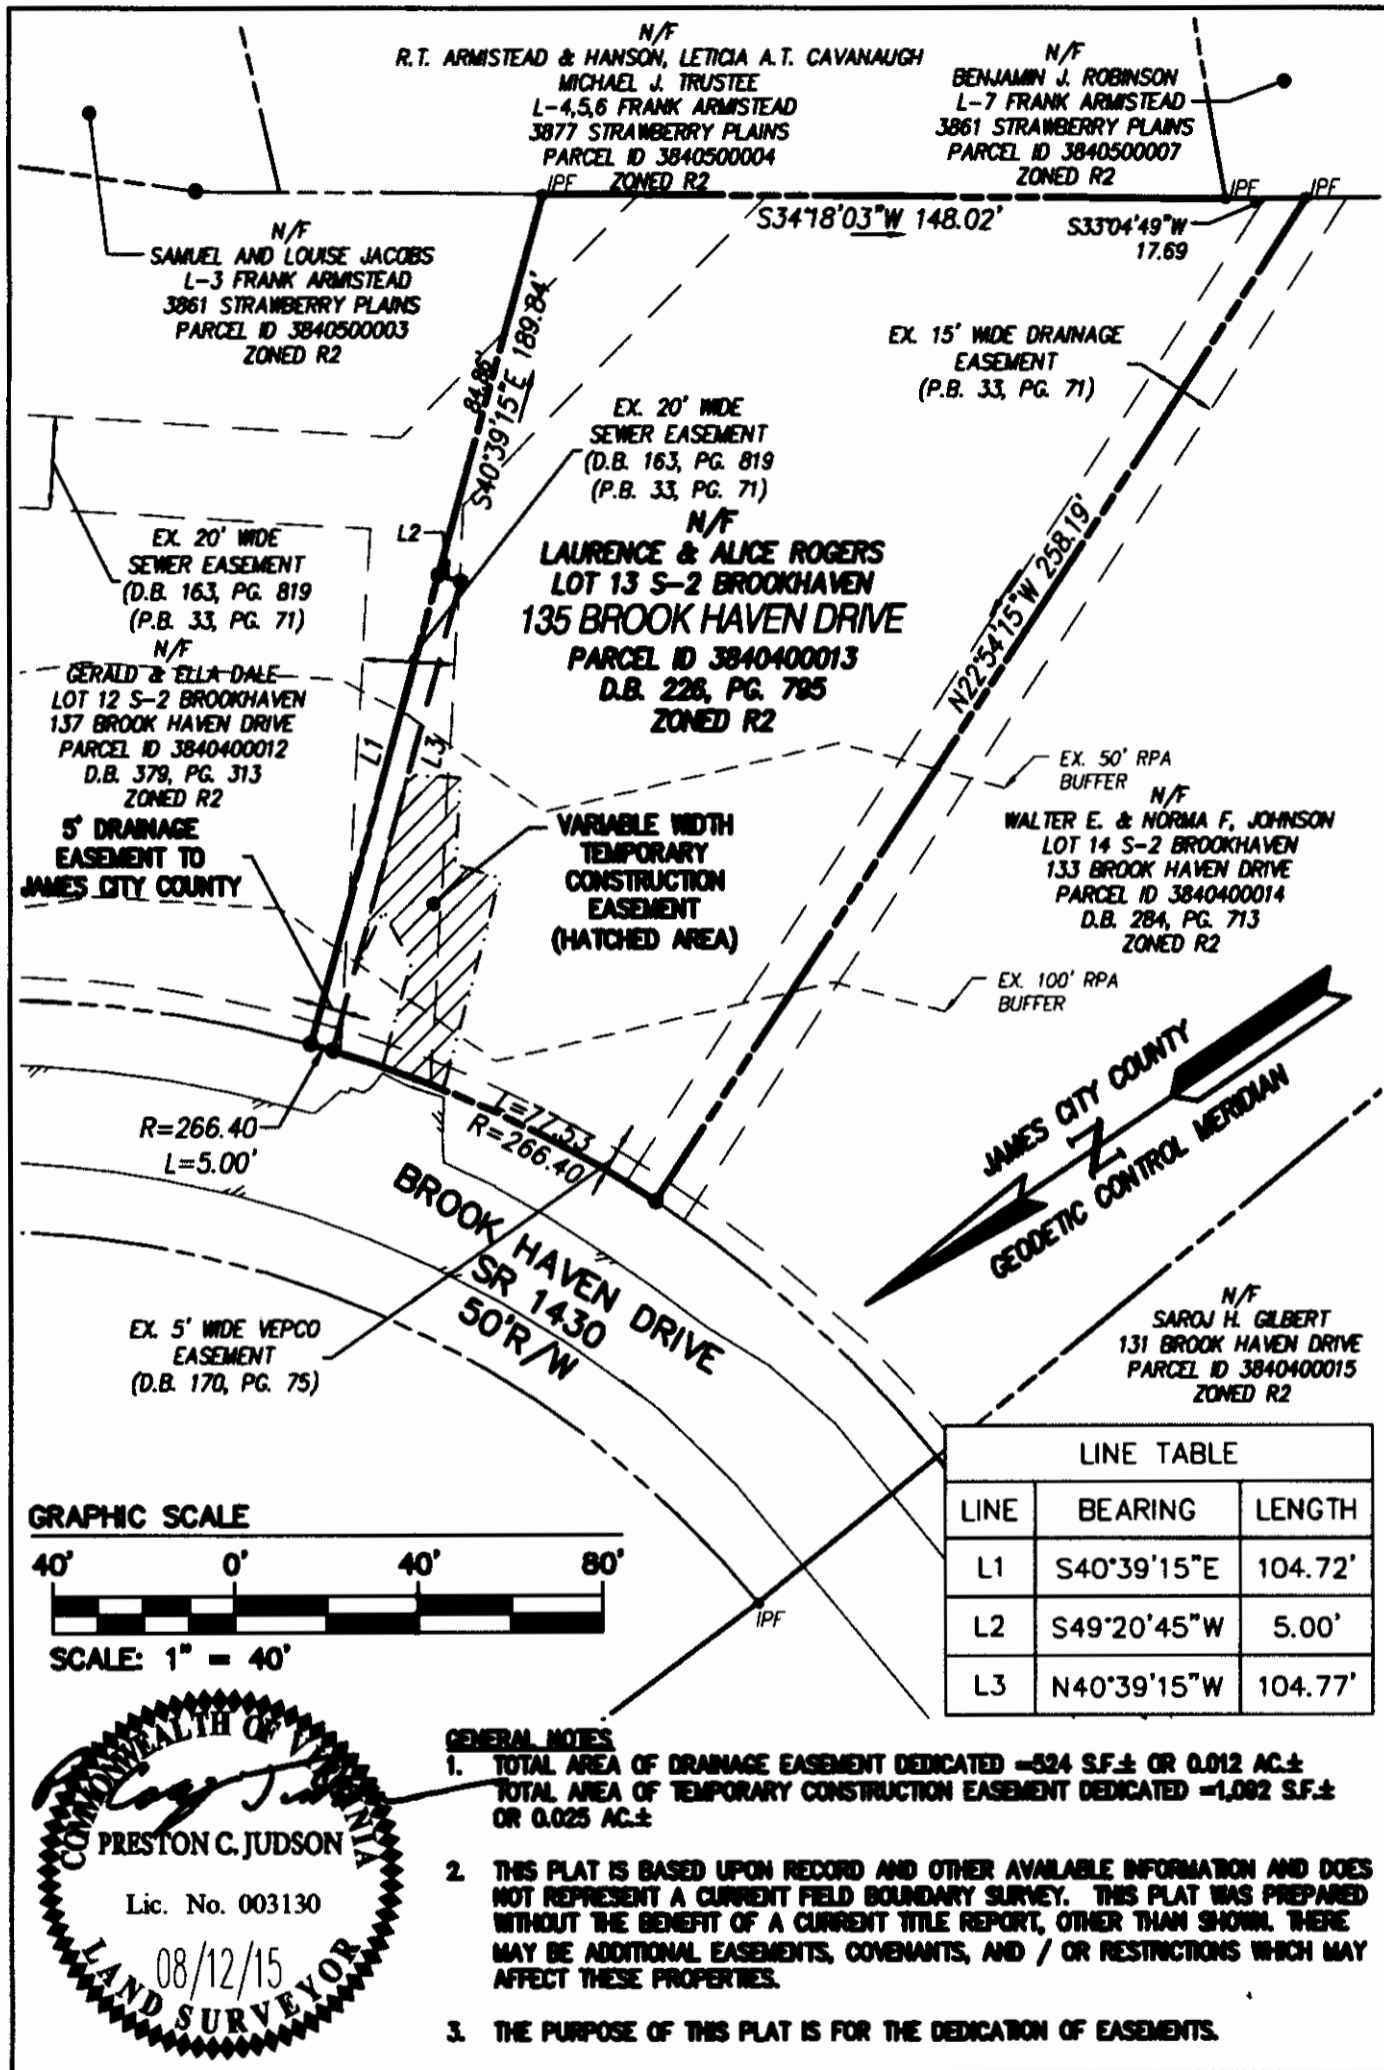 N/F
R.T. ARMISTEAD & HANSON, LETICIA A.T. CAVANAUGH
MICHAEL J. TRUSTEE
L-4,5,6 FRANK ARMISTEAD
3877 STRAWBERRY PLAINS
PARCEL ID 3840500004
ZONED R2
N/F
BENJAMIN J. ROBINSON
L-7 FRANK ARMISTEAD
3861 STRAWBERRY PLAINS
PARCEL ID 3840500007
ZONED R2
IPF
IPF
IPF
S34°18'03"W 148.02'
S33°04'49"W
17.69
N/F
SAMUEL AND LOUISE JACOBS
L-3 FRANK ARMISTEAD
3861 STRAWBERRY PLAINS
PARCEL ID 3840500003
ZONED R2
84.86'
S40°39'15"E 189.84'
EX. 15' WIDE DRAINAGE
EASEMENT
(P.B. 33, PG. 71)
EX. 20' WIDE
SEWER EASEMENT
(D.B. 163, PG. 819
(P.B. 33, PG. 71)
L2
EX. 20' WIDE
SEWER EASEMENT
(D.B. 163, PG. 819
(P.B. 33, PG. 71)
N/F
LAURENCE & ALICE ROGERS
LOT 13 S-2 BROOKHAVEN
135 BROOK HAVEN DRIVE
PARCEL ID 3840400013
D.B. 226, PG. 795
ZONED R2
N22°54'15"W 258.19'
N/F
GERALD & ELLA DALE
LOT 12 S-2 BROOKHAVEN
137 BROOK HAVEN DRIVE
PARCEL ID 3840400012
D.B. 379, PG. 313
ZONED R2
L1
L3
EX. 50' RPA
BUFFER
N/F
WALTER E. & NORMA F. JOHNSON
LOT 14 S-2 BROOKHAVEN
133 BROOK HAVEN DRIVE
PARCEL ID 3840400014
D.B. 284, PG. 713
ZONED R2
5' DRAINAGE
EASEMENT TO
JAMES CITY COUNTY
VARIABLE WIDTH
TEMPORARY
CONSTRUCTION
EASEMENT
(HATCHED AREA)
EX. 100' RPA
BUFFER
JAMES CITY COUNTY
N
GEODETIC CONTROL MERIDIAN
R=266.40
L=5.00'
L=77.53
R=266.40
BROOK HAVEN DRIVE
SR 1430
50'R/W
EX. 5' WIDE VEPCO
EASEMENT
(D.B. 170, PG. 75)
N/F
SAROJ H. GILBERT
131 BROOK HAVEN DRIVE
PARCEL ID 3840400015
ZONED R2
IPF
LINE TABLE
LINE BEARING LENGTH
L1 S40°39'15"E 104.72'
L2 S49°20'45"W 5.00'
L3 N40°39'15"W 104.77'
GRAPHIC SCALE
40' 0' 40' 80'
SCALE: 1" = 40'
COMMONWEALTH OF VIRGINIA
PRESTON C. JUDSON
Lic. No. 003130
08/12/15
LAND SURVEYOR
GENERAL NOTES
1. TOTAL AREA OF DRAINAGE EASEMENT DEDICATED =524 S.F.± OR 0.012 AC.±
TOTAL AREA OF TEMPORARY CONSTRUCTION EASEMENT DEDICATED =1,092 S.F.±
OR 0.025 AC.±
2. THIS PLAT IS BASED UPON RECORD AND OTHER AVAILABLE INFORMATION AND DOES
NOT REPRESENT A CURRENT FIELD BOUNDARY SURVEY. THIS PLAT WAS PREPARED
WITHOUT THE BENEFIT OF A CURRENT TITLE REPORT, OTHER THAN SHOWN. THERE
MAY BE ADDITIONAL EASEMENTS, COVENANTS, AND / OR RESTRICTIONS WHICH MAY
AFFECT THESE PROPERTIES.
3. THE PURPOSE OF THIS PLAT IS FOR THE DEDICATION OF EASEMENTS.